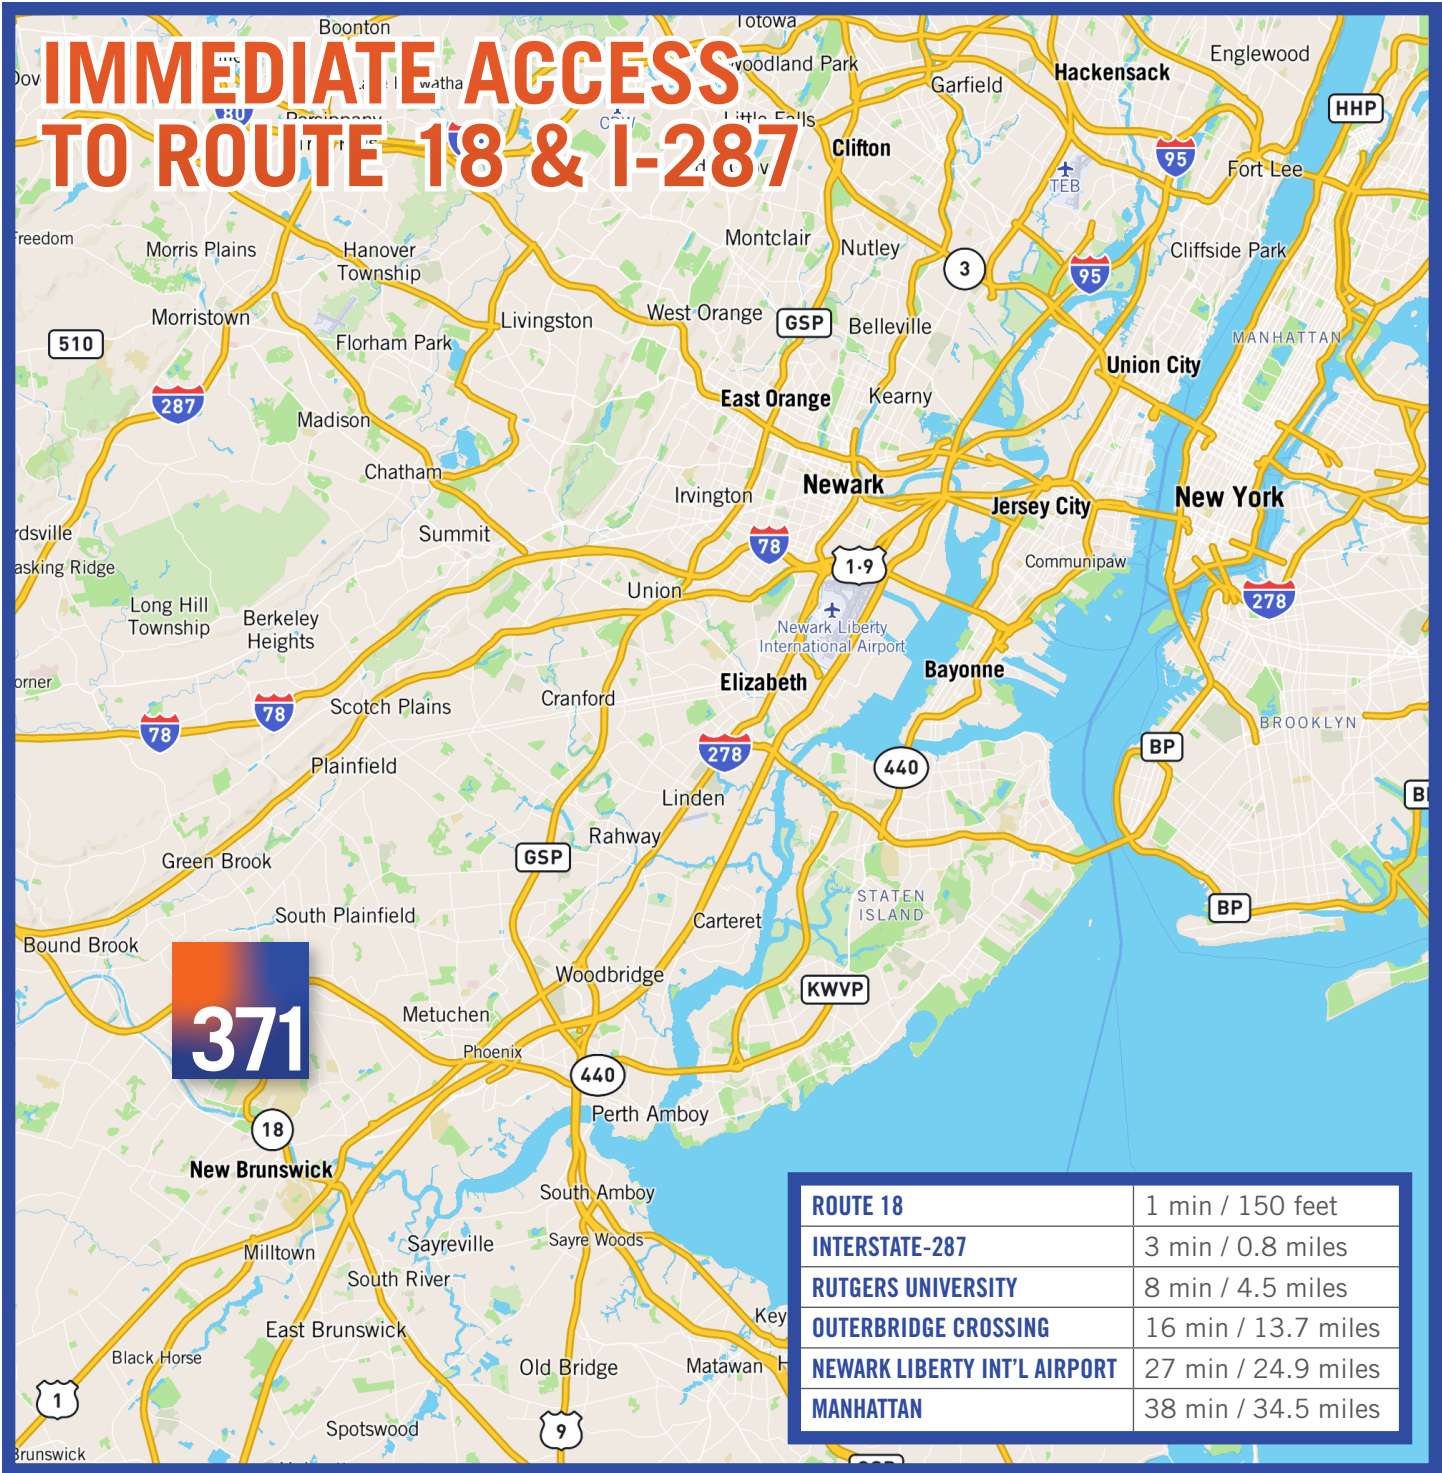 IMMEDIATE ACCESS
TO ROUTE 18 & I-287
Boonton
Totowa
Woodland Park
Garfield
Hackensack
Englewood
HHP
80
Little Falls
Clifton
95
Fort Lee
TEB
Freedom
Morris Plains
Hanover
Township
Montclair
Nutley
3
95
Cliffside Park
Morristown
Livingston
West Orange
GSP
Belleville
510
Florham Park
MANHATTAN
Union City
287
Madison
East Orange
Kearny
Chatham
Irvington
Newark
Jersey City
New York
Summit
78
1·9
Communipaw
rdsville
asking Ridge
Long Hill
Township
Berkeley
Heights
Union
Newark Liberty
International Airport
278
orner
Elizabeth
Bayonne
78
78
Scotch Plains
Cranford
278
BROOKLYN
BP
Plainfield
440
Linden
Rahway
Green Brook
GSP
STATEN
ISLAND
BP
South Plainfield
Carteret
Bound Brook
Woodbridge
KWVP
371
Metuchen
Phoenix
440
Perth Amboy
18
New Brunswick
South Amboy
Sayre Woods
Milltown
Sayreville
South River
East Brunswick
Key
Black Horse
Old Bridge
Matawan
1
Spotswood
9
Brunswick
ROUTE 18 1 min / 150 feet
INTERSTATE-287 3 min / 0.8 miles
RUTGERS UNIVERSITY 8 min / 4.5 miles
OUTERBRIDGE CROSSING 16 min / 13.7 miles
NEWARK LIBERTY INT'L AIRPORT 27 min / 24.9 miles
MANHATTAN 38 min / 34.5 miles